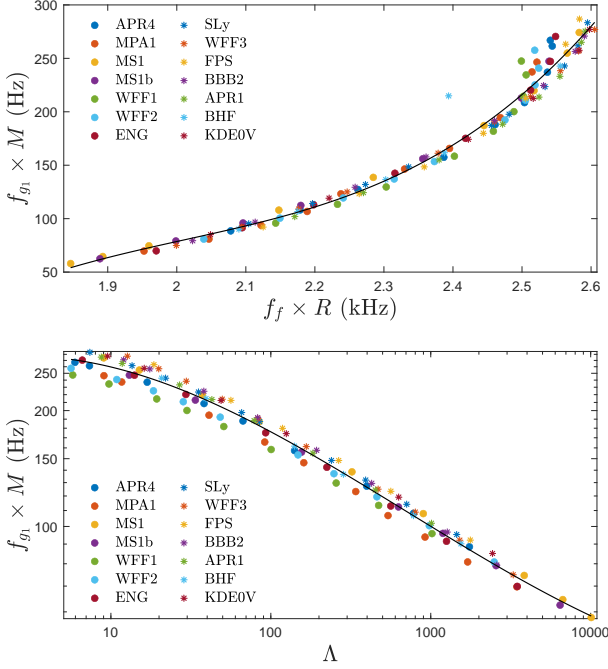 300
250
200
150
100
50
f_{g_1} × M (Hz)
APR4 SLy
MPA1 WFF3
MS1 FPS
MS1b BBB2
WFF1 APR1
WFF2 BHF
ENG KDE0V
1.9 2 2.1 2.2 2.3 2.4 2.5 2.6
f_f × R (kHz)
250
200
150
100
f_{g_1} × M (Hz)
APR4 SLy
MPA1 WFF3
MS1 FPS
MS1b BBB2
WFF1 APR1
WFF2 BHF
ENG KDE0V
10 100 1000 10000
Λ